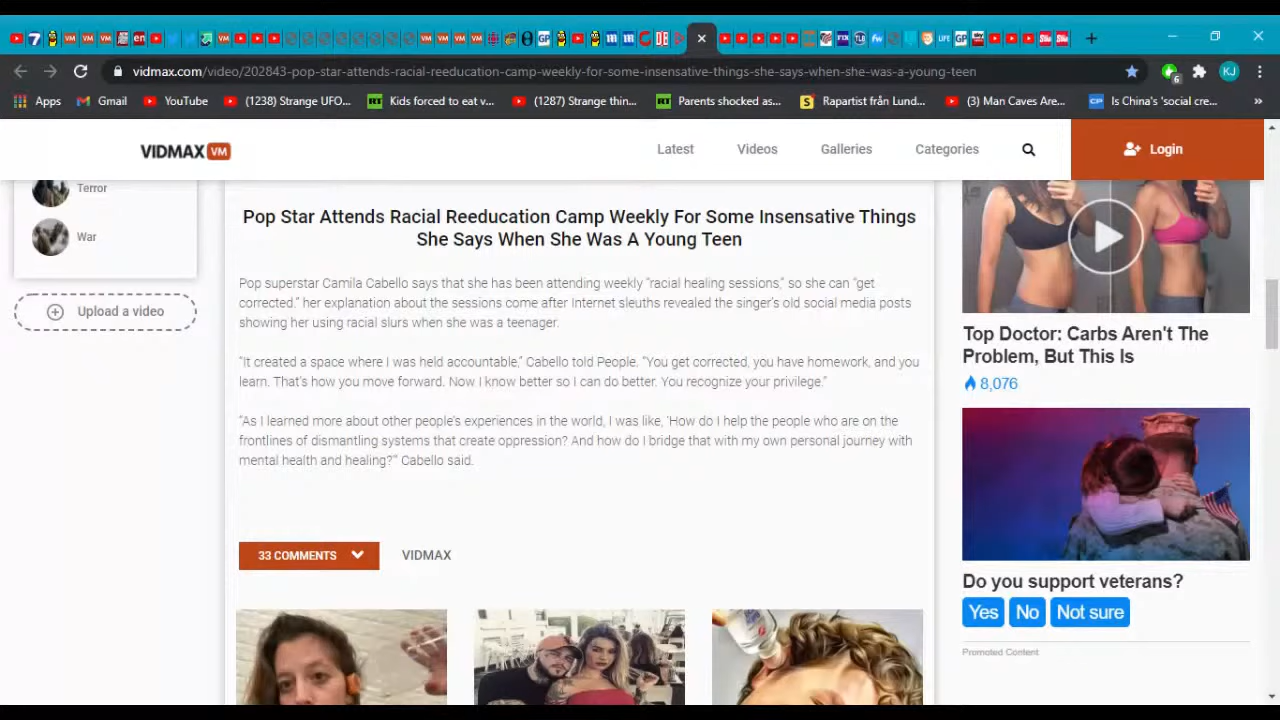 vidmax.com/video/202843-pop-star-attends-racial-reeducation-camp-weekly-for-some-insensative-things-she-says-when-she-was-a-young-teen
KJ
6
Apps
Gmail
YouTube
(1238) Strange UFO...
RT
Kids forced to eat v...
(1287) Strange thin...
RT
Parents shocked as...
Rapartist från Lund...
(3) Man Caves Are...
CP
Is China's 'social cre...
»
VIDMAX VM
Latest
Videos
Galleries
Categories
Login
Terror
War
Upload a video
Pop Star Attends Racial Reeducation Camp Weekly For Some Insensative Things
She Says When She Was A Young Teen
Pop superstar Camila Cabello says that she has been attending weekly “racial healing sessions,” so she can “get
corrected,” her explanation about the sessions come after Internet sleuths revealed the singer’s old social media posts
showing her using racial slurs when she was a teenager.
“It created a space where I was held accountable,” Cabello told People. “You get corrected, you have homework, and you
learn. That’s how you move forward. Now I know better so I can do better. You recognize your privilege.”
“As I learned more about other people’s experiences in the world, I was like, ‘How do I help the people who are on the
frontlines of dismantling systems that create oppression? And how do I bridge that with my own personal journey with
mental health and healing?’” Cabello said.
33 COMMENTS
VIDMAX
Top Doctor: Carbs Aren't The
Problem, But This Is
8,076
Do you support veterans?
Yes
No
Not sure
Promoted Content